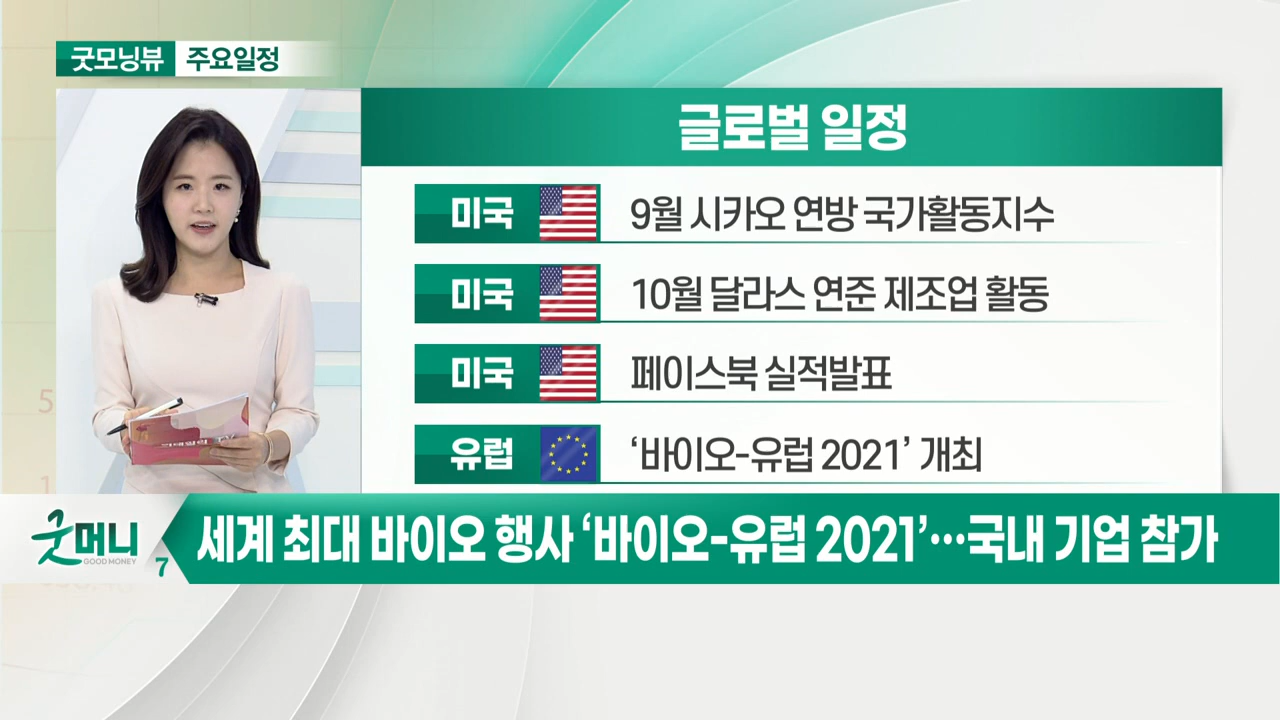 굿모닝뷰 주요일정
글로벌 일정
미국 9월 시카고 연방 국가활동지수
미국 10월 달라스 연준 제조업 활동
미국 페이스북 실적발표
유럽 ‘바이오-유럽 2021’ 개최
굿머니
GOOD MONEY
7
세계 최대 바이오 행사 ‘바이오-유럽 2021’…국내 기업 참가
5
1